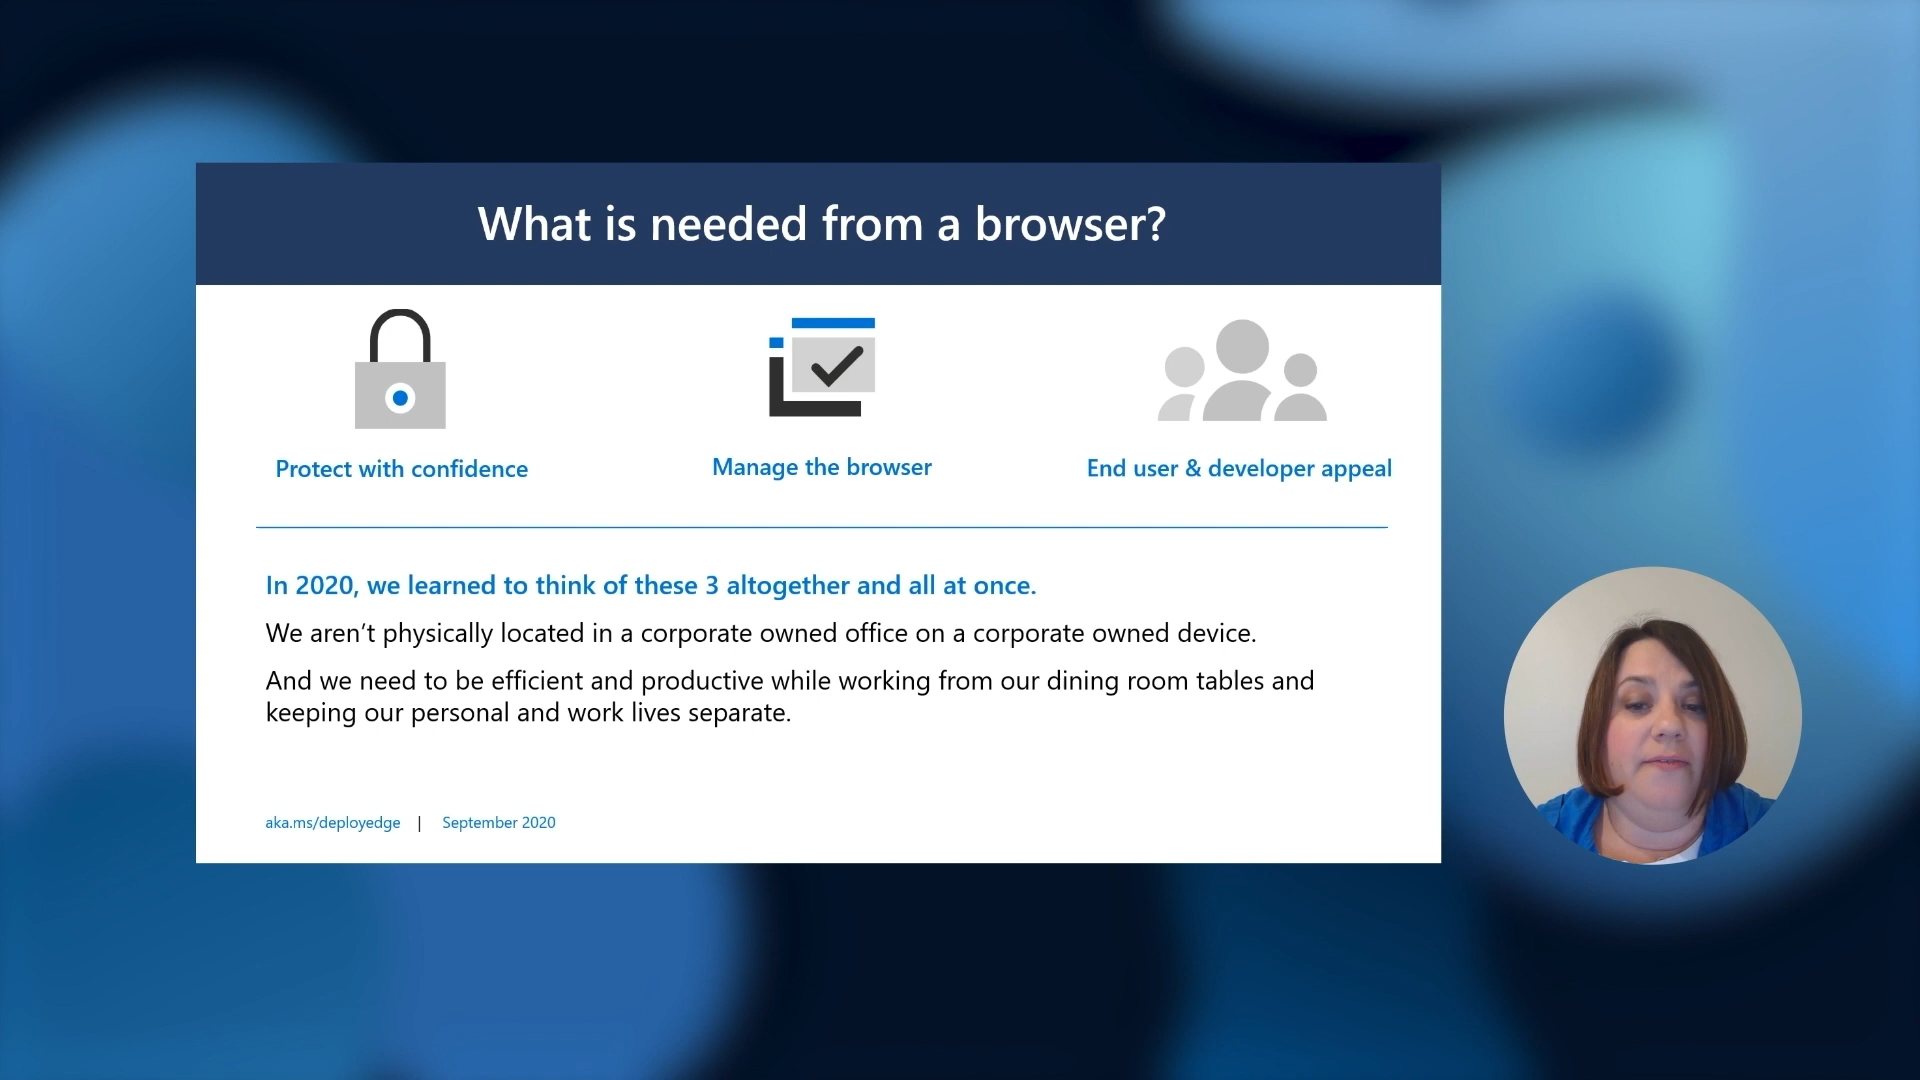 What is needed from a browser?
Protect with confidence
Manage the browser
End user & developer appeal
In 2020, we learned to think of these 3 altogether and all at once.
We aren’t physically located in a corporate owned office on a corporate owned device.
And we need to be efficient and productive while working from our dining room tables and
keeping our personal and work lives separate.
aka.ms/deployedge | September 2020